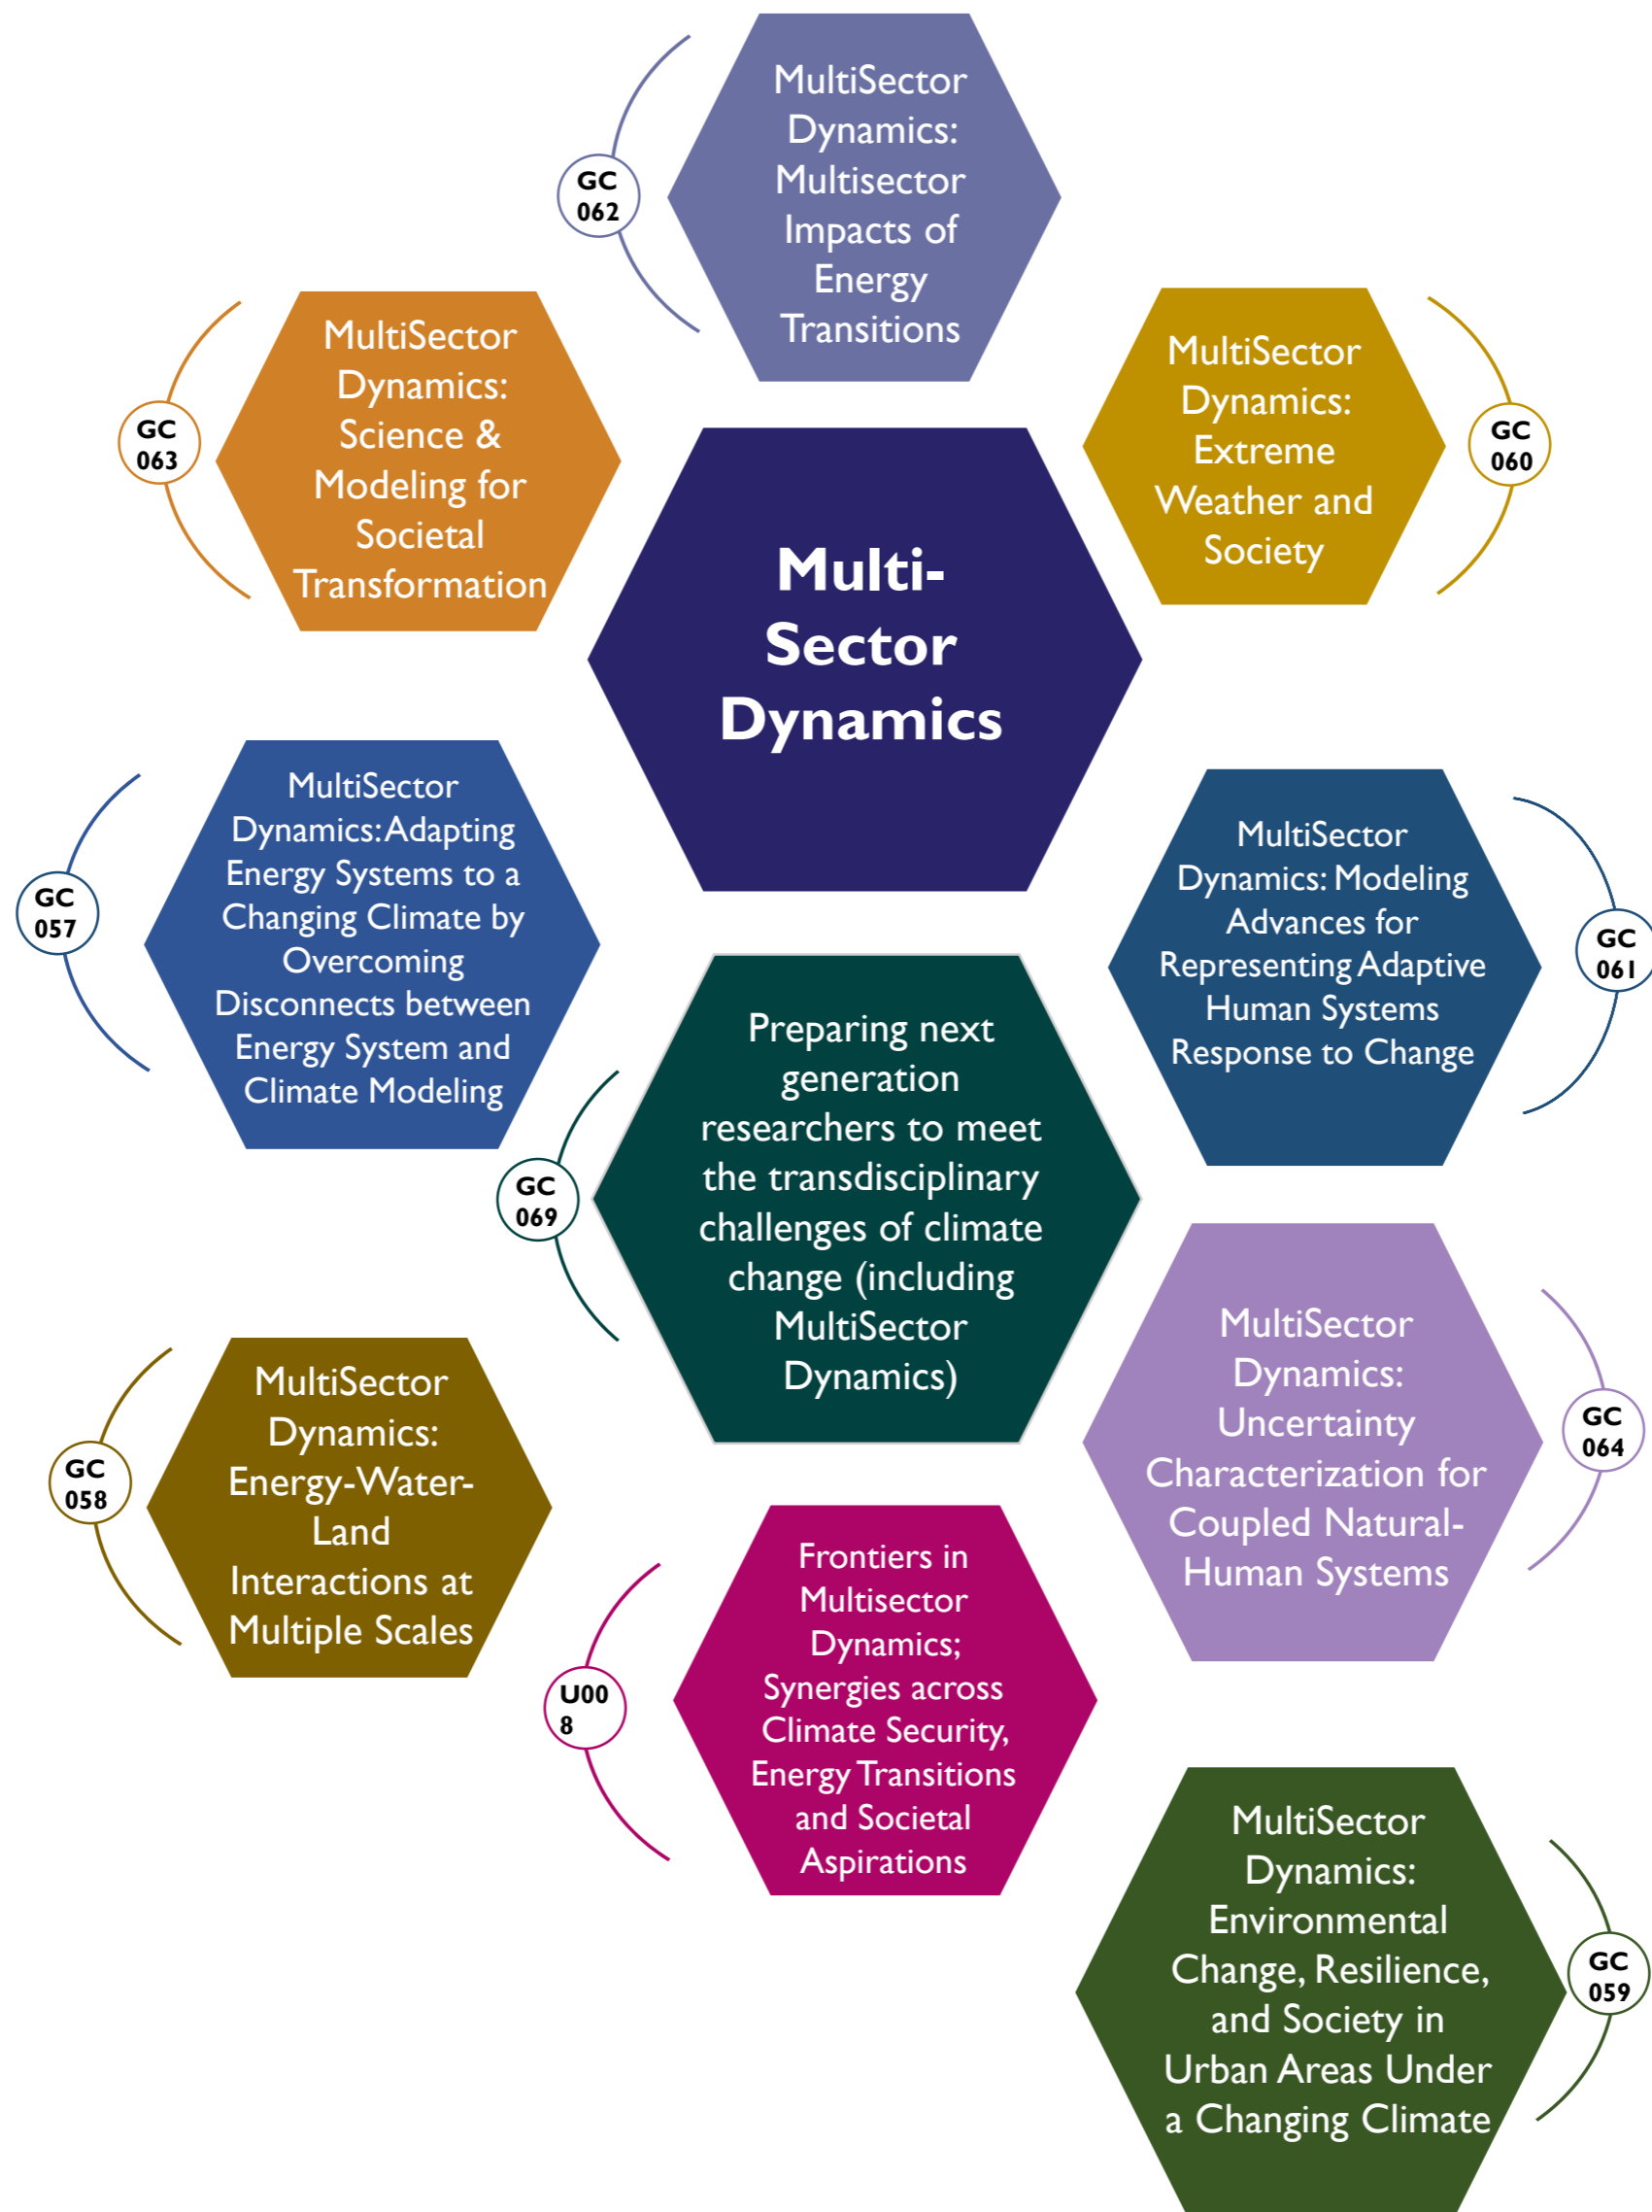 MultiSector
Dynamics:
Multisector
Impacts of
Energy
Transitions
GC
062
MultiSector
Dynamics:
Science &
Modeling for
Societal
Transformation
GC
063
MultiSector
Dynamics:
Extreme
Weather and
Society
GC
060
Multi-
Sector
Dynamics
MultiSector
Dynamics: Adapting
Energy Systems to a
Changing Climate by
Overcoming
Disconnects between
Energy System and
Climate Modeling
GC
057
MultiSector
Dynamics: Modeling
Advances for
Representing Adaptive
Human Systems
Response to Change
GC
061
Preparing next
generation
researchers to meet
the transdisciplinary
challenges of climate
change (including
MultiSector
Dynamics)
GC
069
MultiSector
Dynamics:
Uncertainty
Characterization for
Coupled Natural-
Human Systems
GC
064
MultiSector
Dynamics:
Energy-Water-
Land
Interactions at
Multiple Scales
GC
058
Frontiers in
Multisector
Dynamics;
Synergies across
Climate Security,
Energy Transitions
and Societal
Aspirations
U00
8
MultiSector
Dynamics:
Environmental
Change, Resilience,
and Society in
Urban Areas Under
a Changing Climate
GC
059